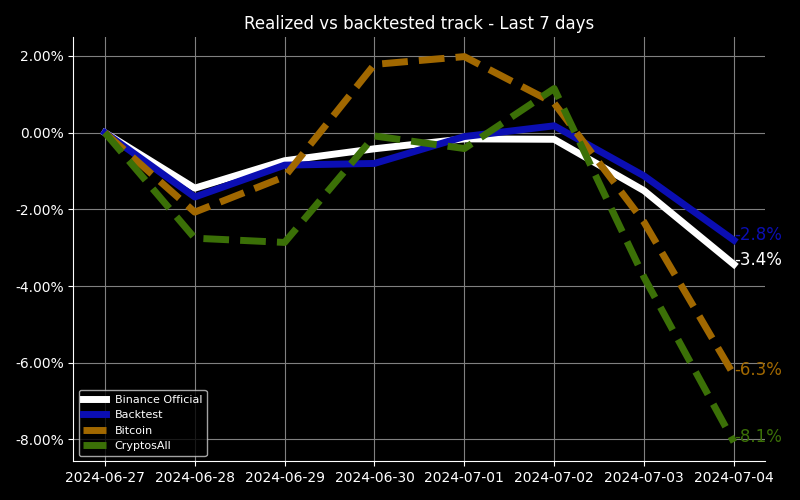 Realized vs backtested track - Last 7 days
2.00%
0.00%
-2.00%
-4.00%
-6.00%
-8.00%
-2.8%
-3.4%
-6.3%
-8.1%
Binance Official
Backtest
Bitcoin
CryptosAll
2024-06-27 2024-06-28 2024-06-29 2024-06-30 2024-07-01 2024-07-02 2024-07-03 2024-07-04